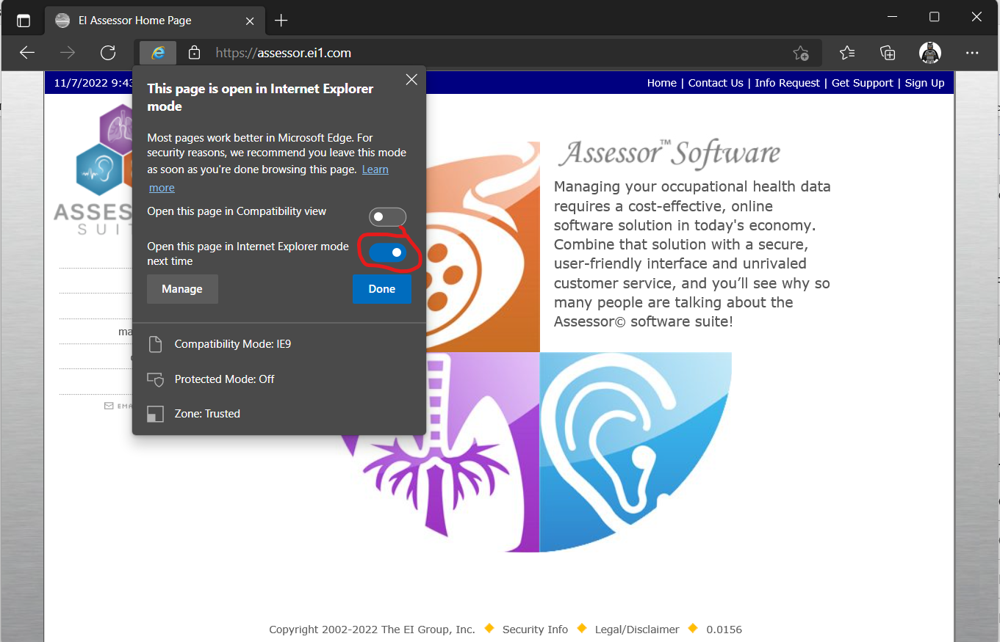 EI Assessor Home Page
https://assessor.ei1.com
11/7/2022 9:43
Home | Contact Us | Info Request | Get Support | Sign Up
This page is open in Internet Explorer
mode
Most pages work better in Microsoft Edge. For
security reasons, we recommend you leave this mode
as soon as you're done browsing this page. Learn
more
Open this page in Compatibility view
Open this page in Internet Explorer mode
next time
Manage
Done
Compatibility Mode: IE9
Protected Mode: Off
Zone: Trusted
ASSES
SUIT
ma
EMA
Assessor™ Software
Managing your occupational health data
requires a cost-effective, online
software solution in today's economy.
Combine that solution with a secure,
user-friendly interface and unrivaled
customer service, and you’ll see why so
many people are talking about the
Assessor© software suite!
Copyright 2002-2022 The EI Group, Inc. ◆ Security Info ◆ Legal/Disclaimer ◆ 0.0156